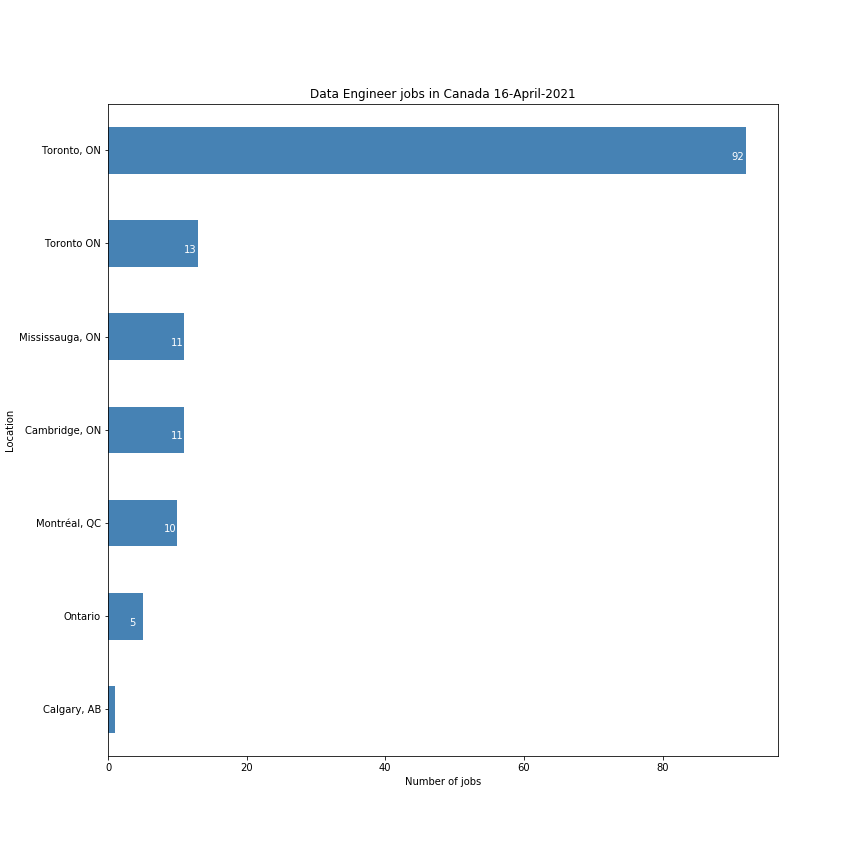 Data Engineer jobs in Canada 16-April-2021
Toronto, ON
92
Toronto ON
13
Mississauga, ON
11
Cambridge, ON
11
Montréal, QC
10
Ontario
5
Calgary, AB
Location
0 20 40 60 80
Number of jobs